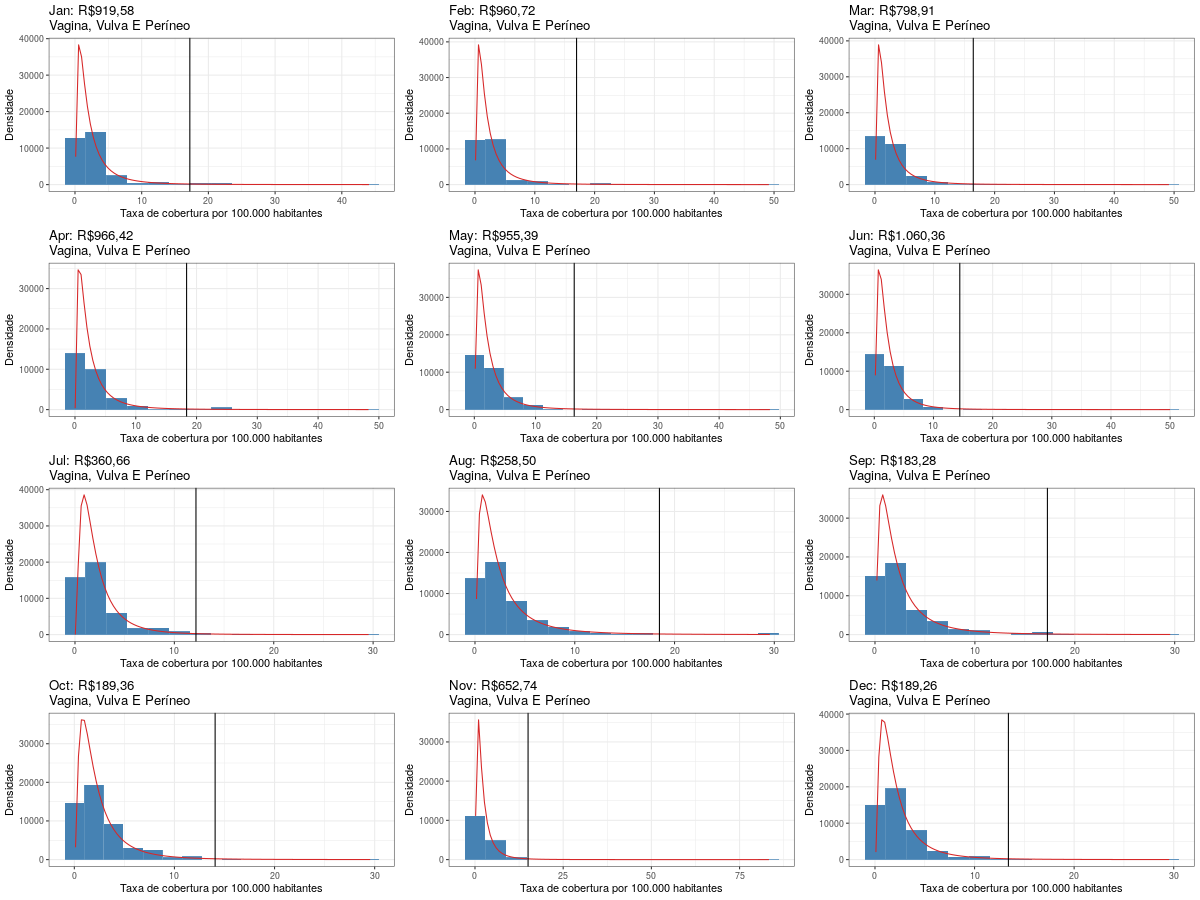 Jan: R$919,58
Vagina, Vulva E Períneo
40000
30000
20000
10000
0
Densidade
0 10 20 30 40
Taxa de cobertura por 100.000 habitantes
Feb: R$960,72
Vagina, Vulva E Períneo
40000
30000
20000
10000
0
Densidade
0 10 20 30 40 50
Taxa de cobertura por 100.000 habitantes
Mar: R$798,91
Vagina, Vulva E Períneo
40000
30000
20000
10000
0
Densidade
0 10 20 30 40 50
Taxa de cobertura por 100.000 habitantes
Apr: R$966,42
Vagina, Vulva E Períneo
30000
20000
10000
0
Densidade
0 10 20 30 40 50
Taxa de cobertura por 100.000 habitantes
May: R$955,39
Vagina, Vulva E Períneo
30000
20000
10000
0
Densidade
0 10 20 30 40 50
Taxa de cobertura por 100.000 habitantes
Jun: R$1.060,36
Vagina, Vulva E Períneo
30000
20000
10000
0
Densidade
0 10 20 30 40 50
Taxa de cobertura por 100.000 habitantes
Jul: R$360,66
Vagina, Vulva E Períneo
40000
30000
20000
10000
0
Densidade
0 10 20 30
Taxa de cobertura por 100.000 habitantes
Aug: R$258,50
Vagina, Vulva E Períneo
30000
20000
10000
0
Densidade
0 10 20 30
Taxa de cobertura por 100.000 habitantes
Sep: R$183,28
Vagina, Vulva E Períneo
30000
20000
10000
0
Densidade
0 10 20 30
Taxa de cobertura por 100.000 habitantes
Oct: R$189,36
Vagina, Vulva E Períneo
30000
20000
10000
0
Densidade
0 10 20 30
Taxa de cobertura por 100.000 habitantes
Nov: R$652,74
Vagina, Vulva E Períneo
30000
20000
10000
0
Densidade
0 25 50 75
Taxa de cobertura por 100.000 habitantes
Dec: R$189,26
Vagina, Vulva E Períneo
40000
30000
20000
10000
0
Densidade
0 10 20 30
Taxa de cobertura por 100.000 habitantes